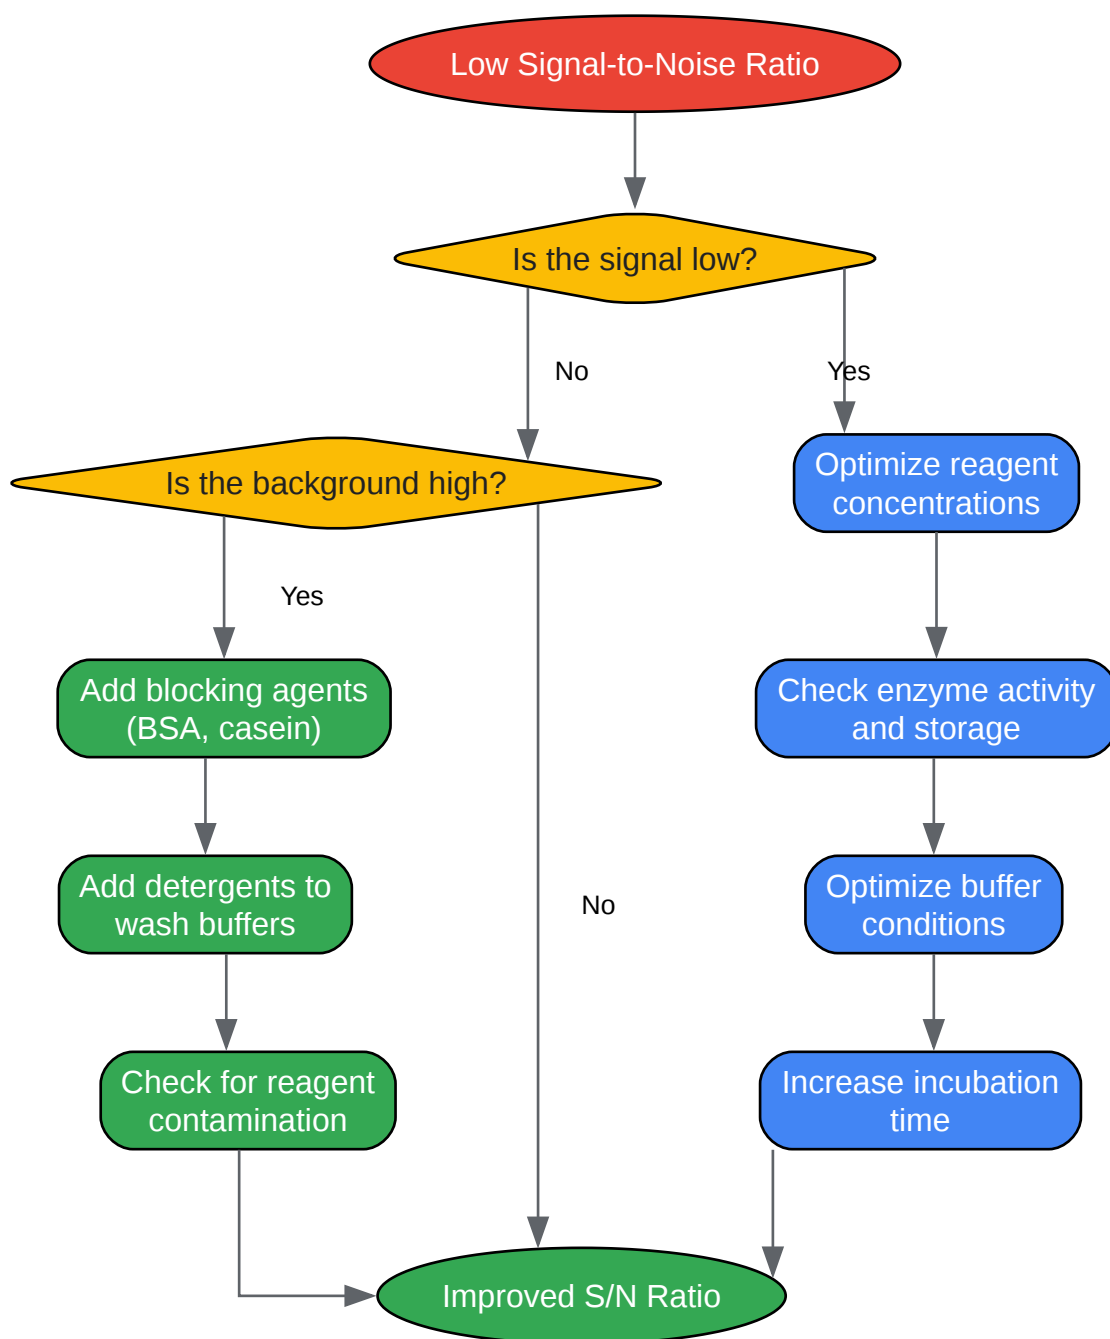 Low Signal-to-Noise Ratio
Is the signal low?
No
Yes
Is the background high?
Optimize reagent
concentrations
Yes
Add blocking agents
(BSA, casein)
Check enzyme activity
and storage
Add detergents to
wash buffers
No
Optimize buffer
conditions
Check for reagent
contamination
Increase incubation
time
Improved S/N Ratio